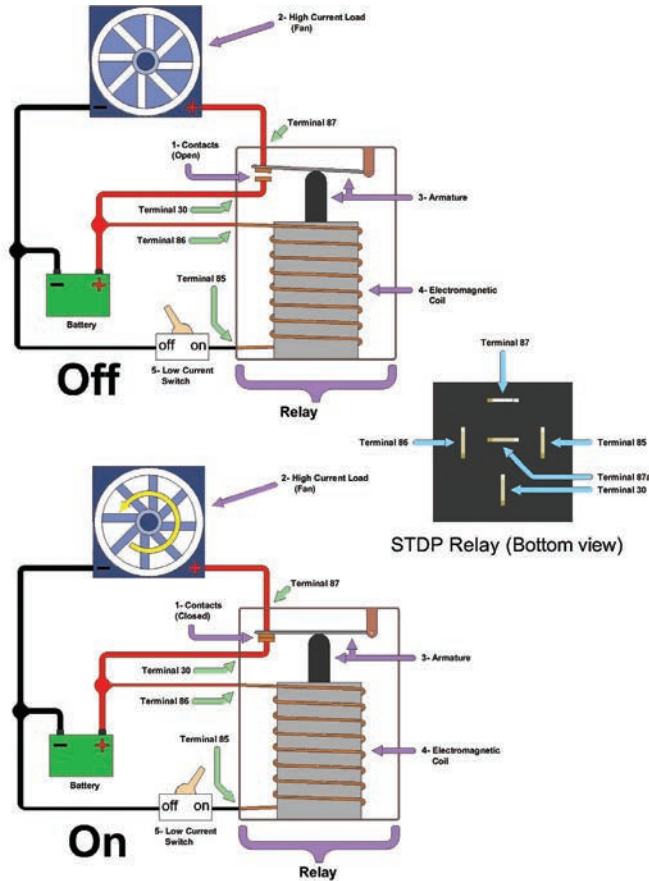 2- High Current Load
(Fan)
−
+
Terminal 87
1- Contacts
(Open)
3- Armature
Terminal 30
Terminal 86
Terminal 85
4- Electromagnetic
Coil
−
+
Battery
off on
5- Low Current
Switch
Off
Relay
Terminal 87
Terminal 86
Terminal 85
Terminal 87a
Terminal 30
STDP Relay (Bottom view)
2- High Current Load
(Fan)
−
+
Terminal 87
1- Contacts
(Closed)
3- Armature
Terminal 30
Terminal 86
Terminal 85
4- Electromagnetic
Coil
−
+
Battery
off on
5- Low Current
Switch
On
Relay